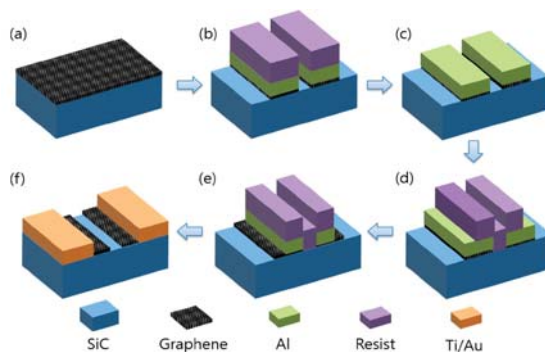 (a)
(b)
(c)
(f)
(e)
(d)
SiC Graphene Al Resist Ti/Au